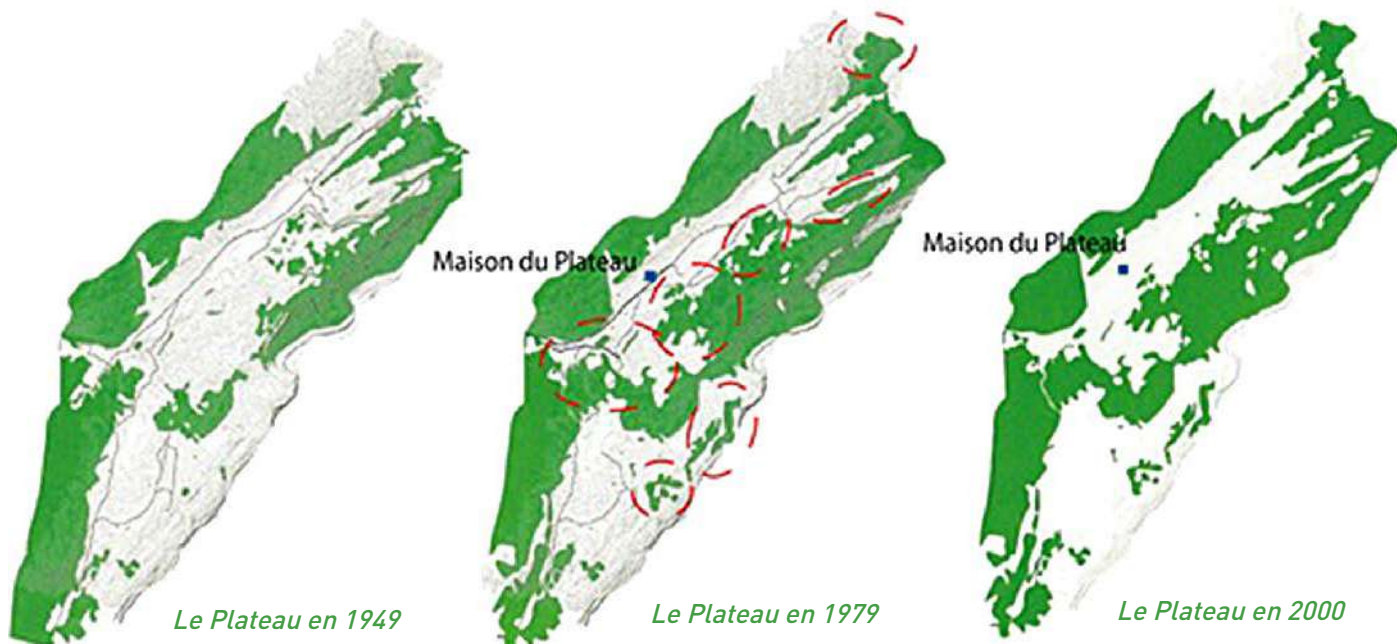 Maison du Plateau
Maison du Plateau
Le Plateau en 1949
Le Plateau en 1979
Le Plateau en 2000